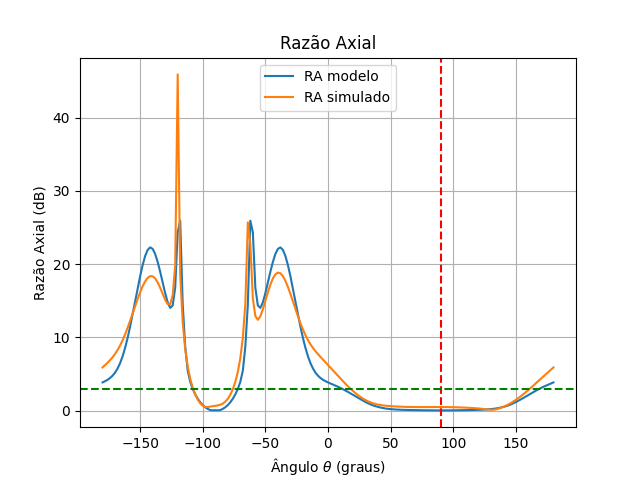 Razão Axial
RA modelo
RA simulado
Razão Axial (dB)
40
30
20
10
0
−150 −100 −50 0 50 100 150
Ângulo θ (graus)